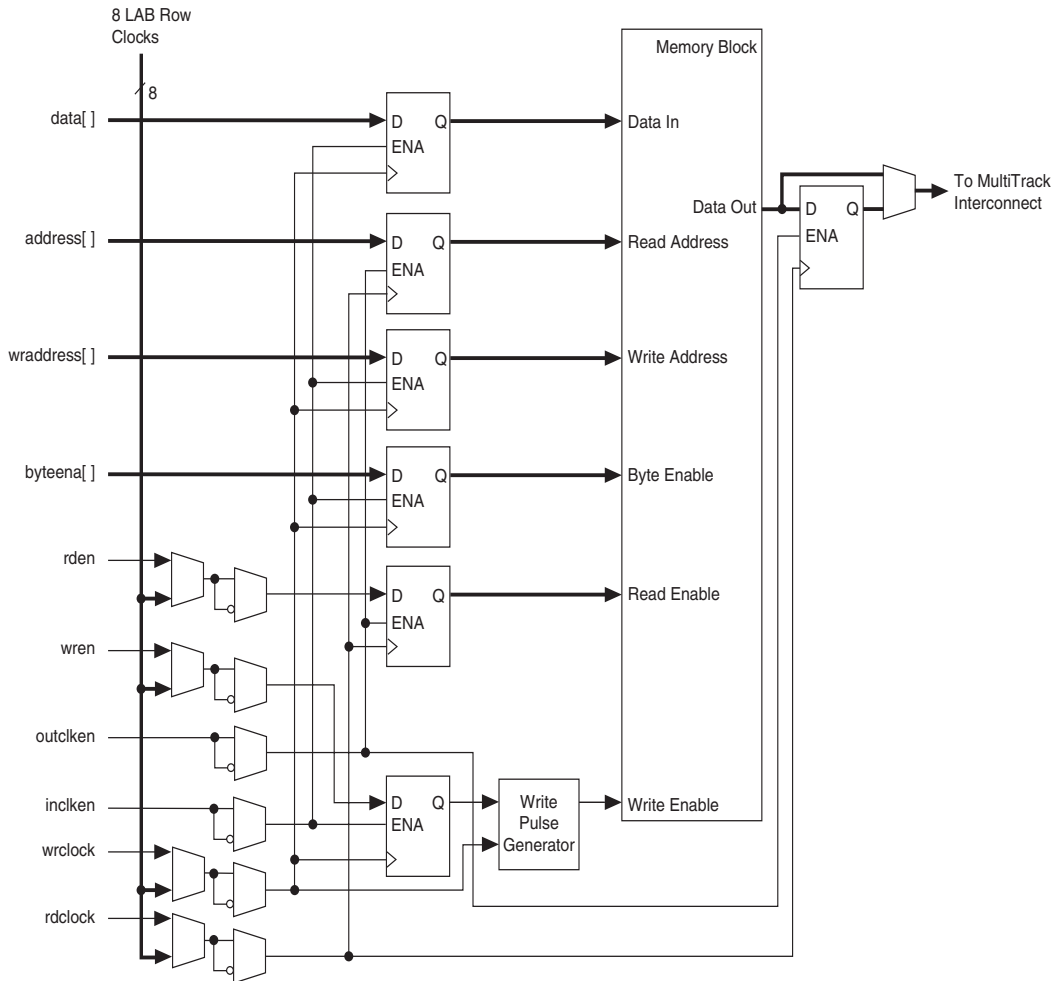 8 LAB Row
Clocks
8
Memory Block
data[ ]
D Q
ENA
Data In
To MultiTrack
Interconnect
Data Out
D Q
ENA
address[ ]
D Q
ENA
Read Address
wraddress[ ]
D Q
ENA
Write Address
byteena[ ]
D Q
ENA
Byte Enable
rden
D Q
ENA
Read Enable
wren
outclken
inclken
D Q
ENA
Write
Pulse
Generator
Write Enable
wrclock
rdclock